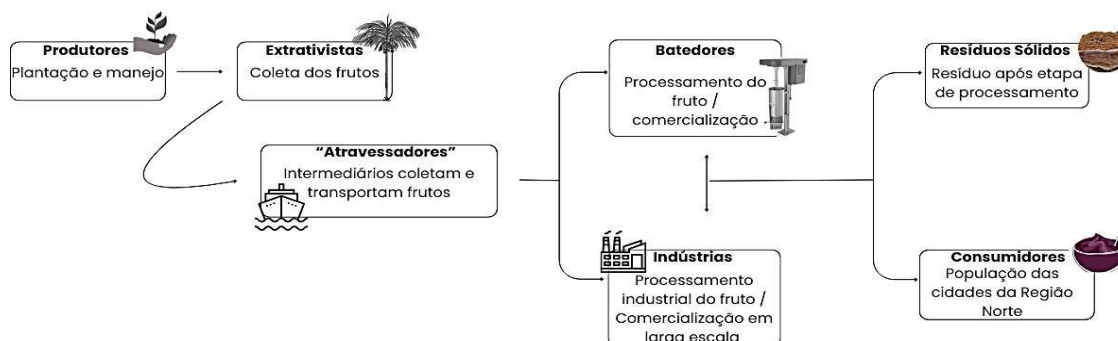 Produtores
Plantação e manejo
Extrativistas
Coleta dos frutos
“Atravessadores”
Intermediários coletam e
transportam frutos
Batedores
Processamento do
fruto /
comercialização
Indústrias
Processamento
industrial do fruto /
Comercialização em
larga escala
Resíduos Sólidos
Resíduo após etapa
de processamento
Consumidores
População das
cidades da Região
Norte